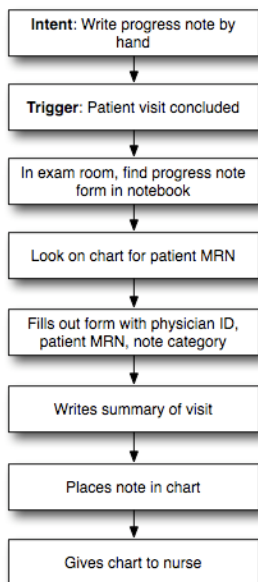 Intent: Write progress note by
hand
Trigger: Patient visit concluded
In exam room, find progress note
form in notebook
Look on chart for patient MRN
Fills out form with physician ID,
patient MRN, note category
Writes summary of visit
Places note in chart
Gives chart to nurse